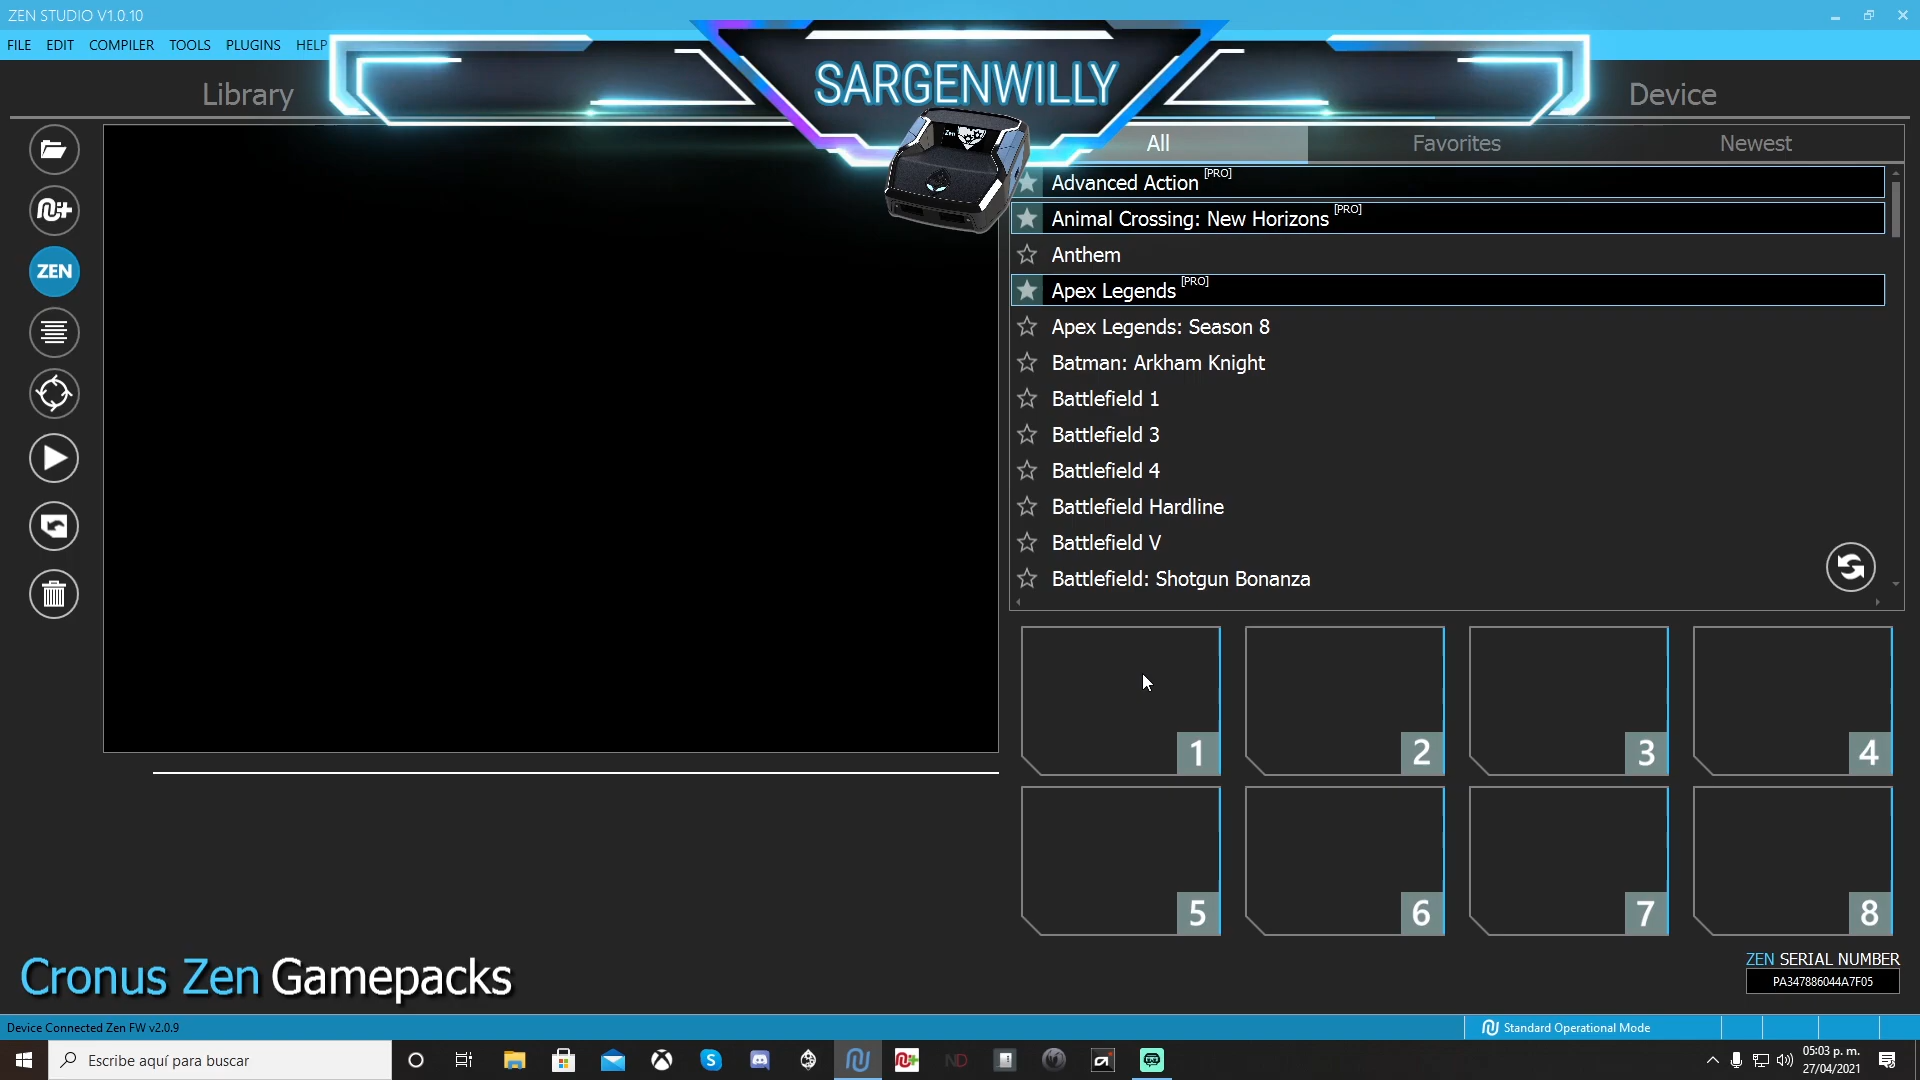 ZEN STUDIO V1.0.10
FILE EDIT COMPILER TOOLS PLUGINS HELP
SARGENWILLY
Library
Device
Zen
All Favorites Newest
Advanced Action [PRO]
Animal Crossing: New Horizons [PRO]
Anthem
Apex Legends [PRO]
Apex Legends: Season 8
Batman: Arkham Knight
Battlefield 1
Battlefield 3
Battlefield 4
Battlefield Hardline
Battlefield V
Battlefield: Shotgun Bonanza
ZEN
1 2 3 4
5 6 7 8
Cronus Zen Gamepacks
ZEN SERIAL NUMBER
PA347886044A7F05
Device Connected Zen FW v2.0.9
Standard Operational Mode
Escribe aquí para buscar
ND
05:03 p. m.
27/04/2021